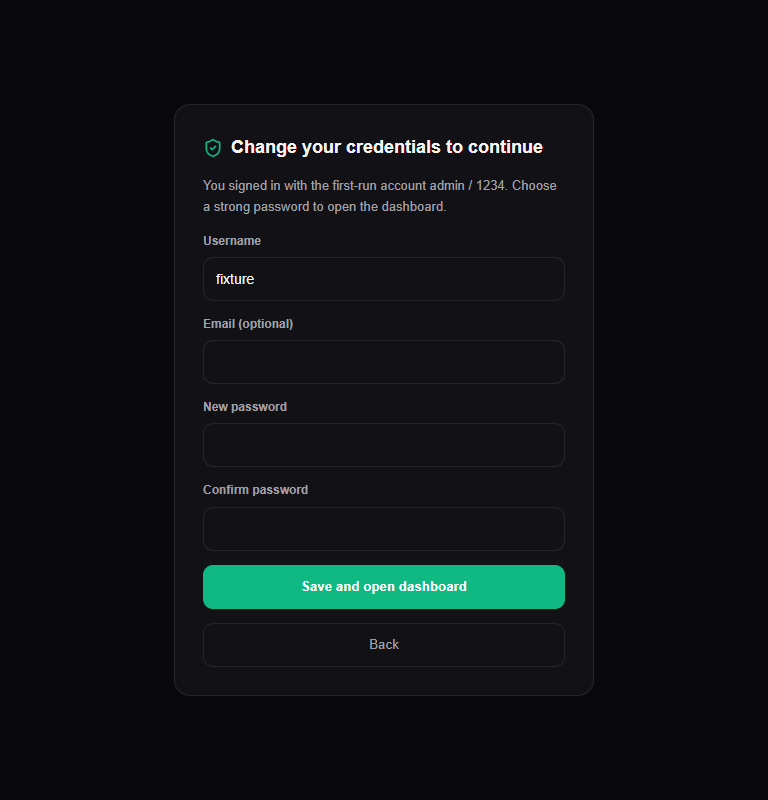 Change your credentials to continue
You signed in with the first-run account admin / 1234. Choose
a strong password to open the dashboard.
Username
fixture
Email (optional)
New password
Confirm password
Save and open dashboard
Back